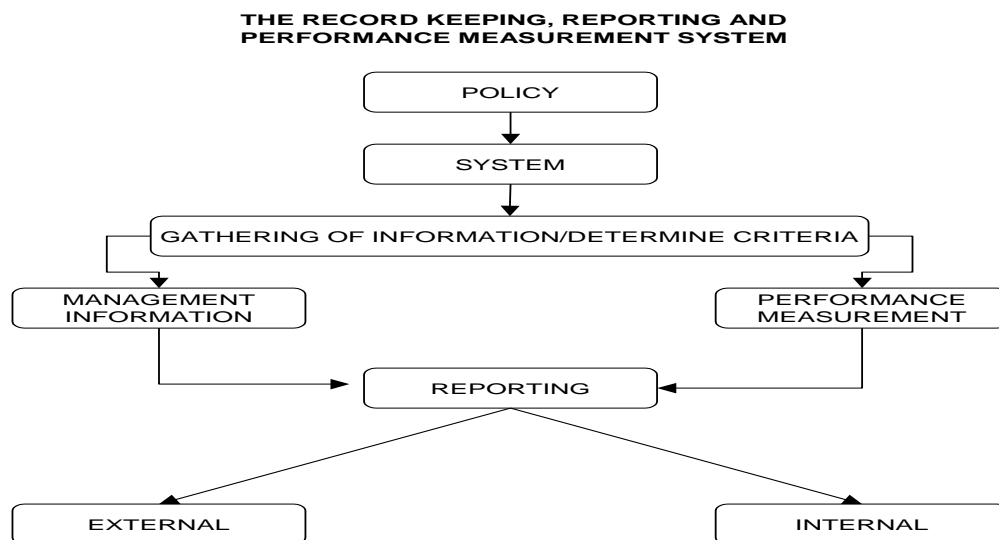 THE RECORD KEEPING, REPORTING AND
PERFORMANCE MEASUREMENT SYSTEM
POLICY
SYSTEM
GATHERING OF INFORMATION/DETERMINE CRITERIA
MANAGEMENT
INFORMATION
PERFORMANCE
MEASUREMENT
REPORTING
EXTERNAL
INTERNAL